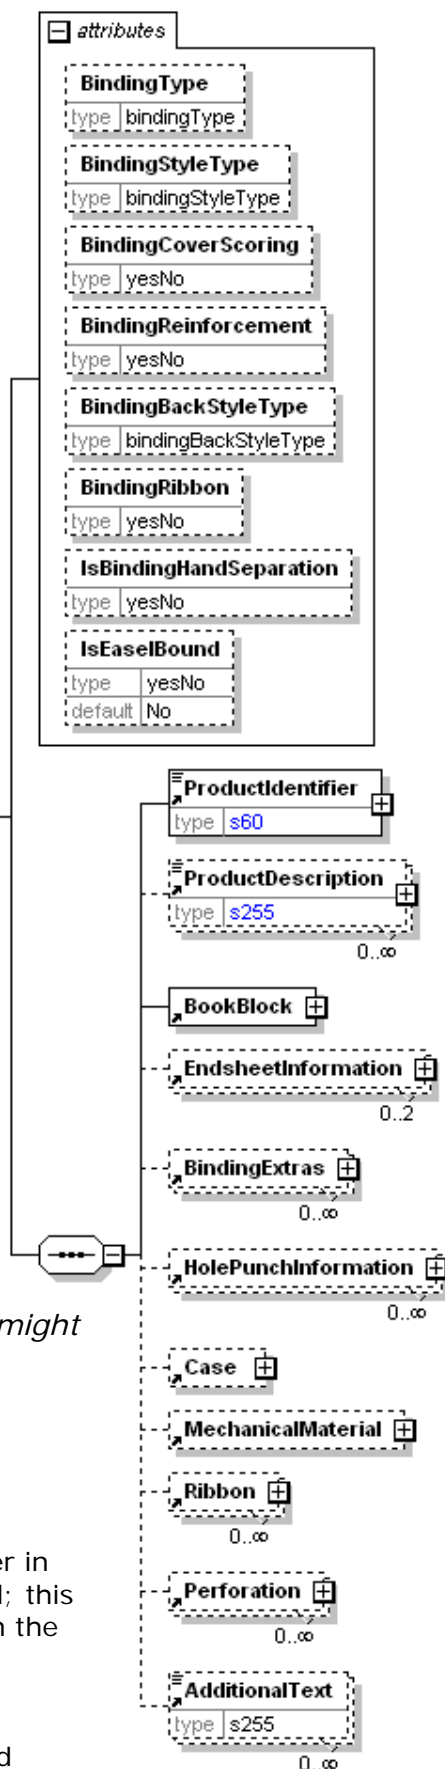 attributes
BindingType
type bindingType
BindingStyleType
type bindingStyleType
BindingCoverScoring
type yesNo
BindingReinforcement
type yesNo
BindingBackStyleType
type bindingBackStyleType
BindingRibbon
type yesNo
IsBindingHandSeparation
type yesNo
IsEaselBound
type yesNo
default No
ProductIdentifier
type s60
ProductDescription
type s255
0..∞
BookBlock
EndsheetInformation
0..2
BindingExtras
0..∞
HolePunchInformation
0..∞
might
Case
MechanicalMaterial
Ribbon
0..∞
er in
; this
Perforation
the
0..∞
AdditionalText
type s255
0..∞